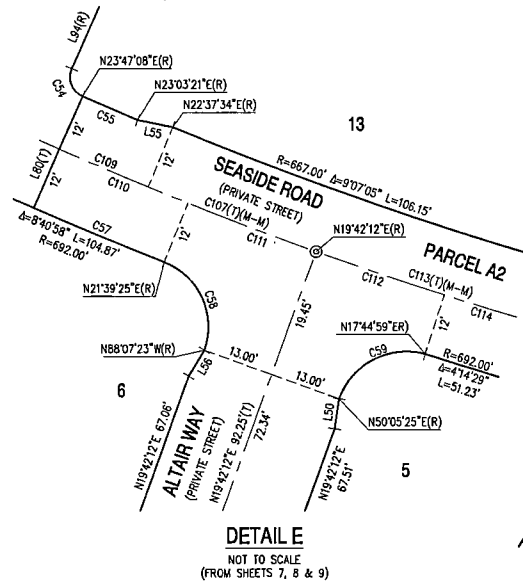 L94(R)
N23°47'08"E(R)
N23°03'21"E(R)
N22°37'34"E(R)
C54
C55
L55
12'
12'
13
R=667.00' Δ=9°07'05" L=106.15'
L80(T)
12'
C109
C110
SEASIDE ROAD
(PRIVATE STREET)
C107(T)(M-M)
C111
N19°42'12"E(R)
PARCEL A2
C57
Δ=8°40'58" L=104.87'
R=692.00'
12'
C112
C113(T)(M-M)
C114
N21°39'25"E(R)
19.45'
N17°44'59"ER)
12'
C58
C59
R=692.00'
Δ=4°14'29"
L=51.23'
N88°07'23"W(R)
13.00'
13.00'
L56
L50
N50°05'25"E(R)
6
N19°42'12"E 67.06'
ALTAIR WAY
(PRIVATE STREET)
N19°42'12"E 92.25'(T)
72.34'
N19°42'12"E
67.51'
5
DETAIL E
NOT TO SCALE
(FROM SHEETS 7, 8 & 9)